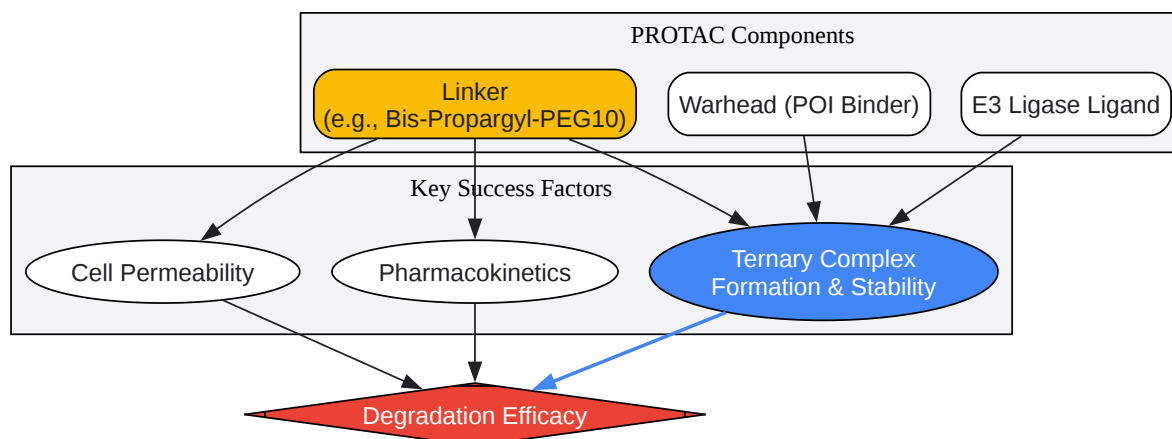 PROTAC Components
Linker
(e.g., Bis-Propargyl-PEG10)
Warhead (POI Binder)
E3 Ligase Ligand
Key Success Factors
Cell Permeability
Pharmacokinetics
Ternary Complex
Formation & Stability
Degradation Efficacy